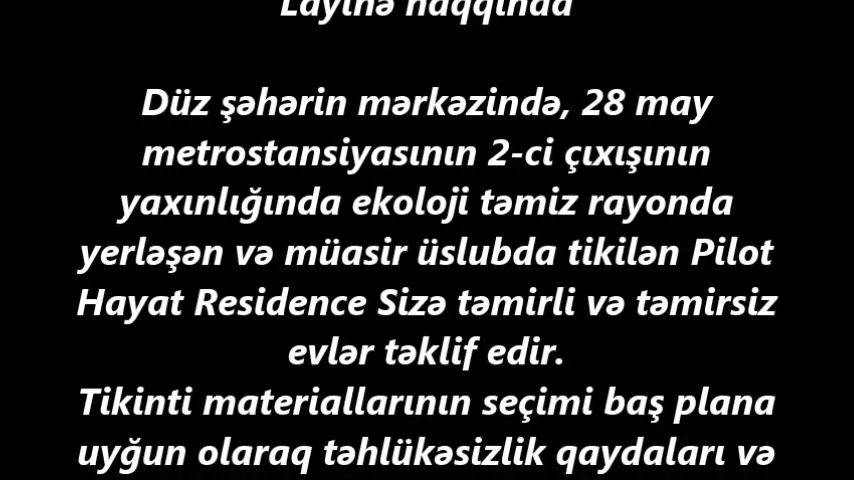 Layihə haqqında
Düz şəhərin mərkəzində, 28 may
metrostansiyasının 2-ci çıxışının
yaxınlığında ekoloji təmiz rayonda
yerləşən və müasir üslubda tikilən Pilot
Hayat Residence Sizə təmirli və təmirsiz
evlər təklif edir.
Tikinti materiallarının seçimi baş plana
uyğun olaraq təhlükəsizlik qaydaları və